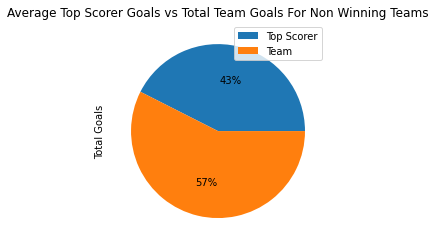 Average Top Scorer Goals vs Total Team Goals For Non Winning Teams
Top Scorer
Team
43%
Total Goals
57%